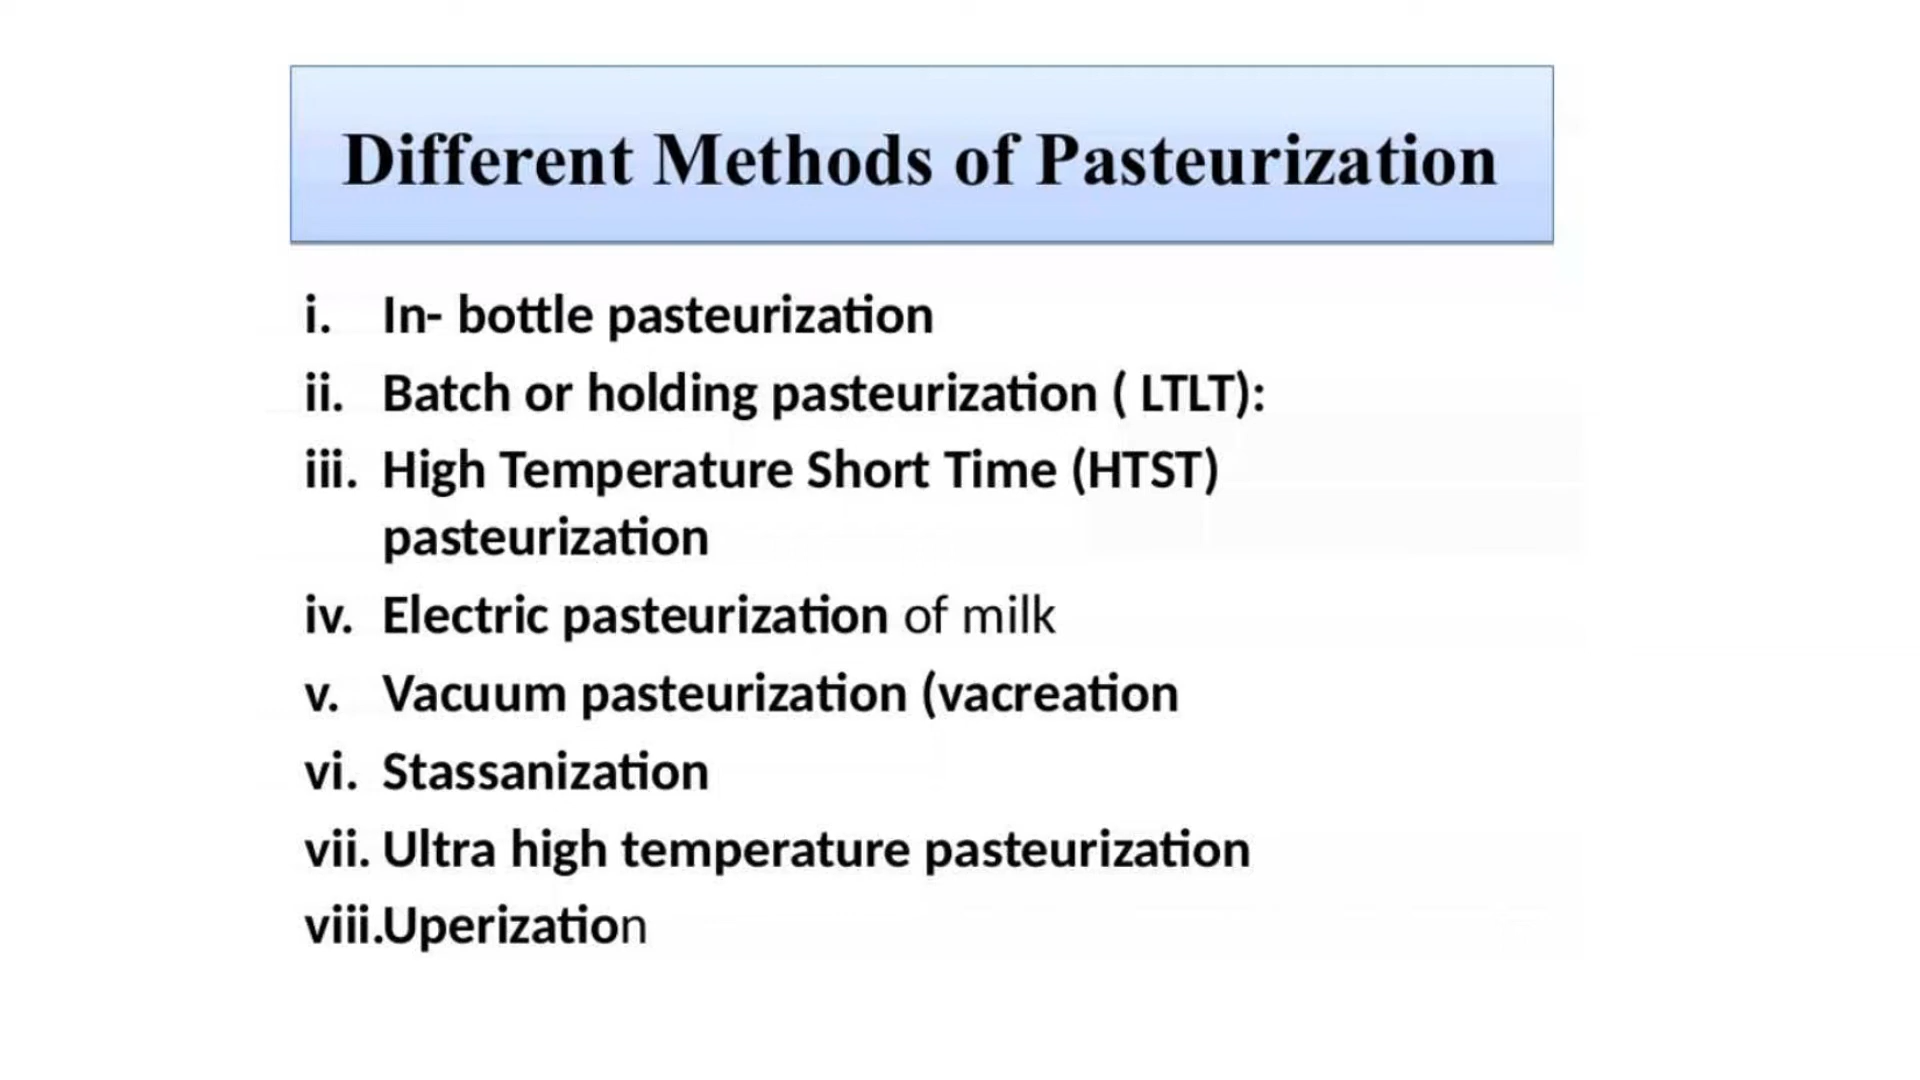 Different Methods of Pasteurization
i. In- bottle pasteurization
ii. Batch or holding pasteurization ( LTLT):
iii. High Temperature Short Time (HTST)
pasteurization
iv. Electric pasteurization of milk
v. Vacuum pasteurization (vacreation
vi. Stassanization
vii. Ultra high temperature pasteurization
viii.Uperization